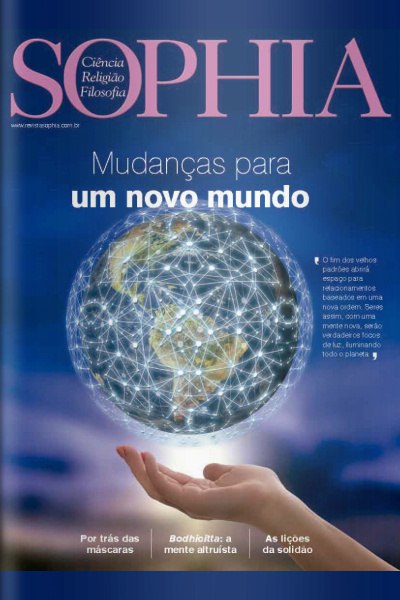 SOPHIA
Ciência
Religião
Filosofia
www.revistasophia.com.br
Mudanças para
um novo mundo
O fim dos velhos
padrões abrirá
espaço para
relacionamentos
baseados em uma
nova ordem. Seres
assim, com uma
mente nova, serão
verdadeiros focos
de luz, iluminando
todo o planeta.
Por trás das
máscaras
Bodhicitta: a
mente altruísta
As lições
da solidão